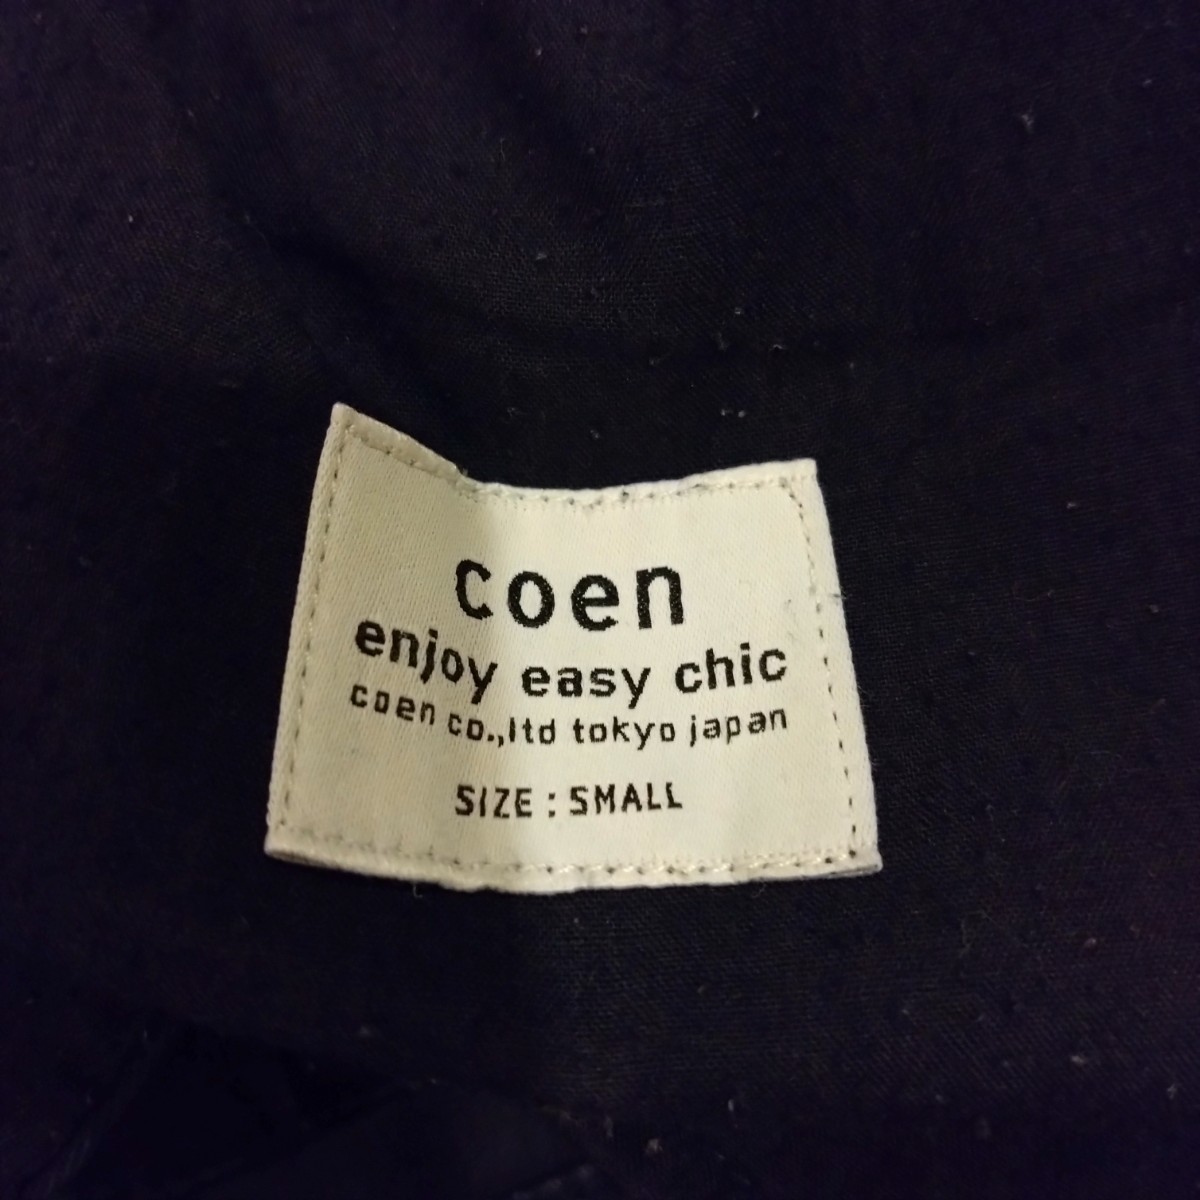 coen
enjoy easy chic
coen co.,ltd tokyo japan
SIZE : SMALL